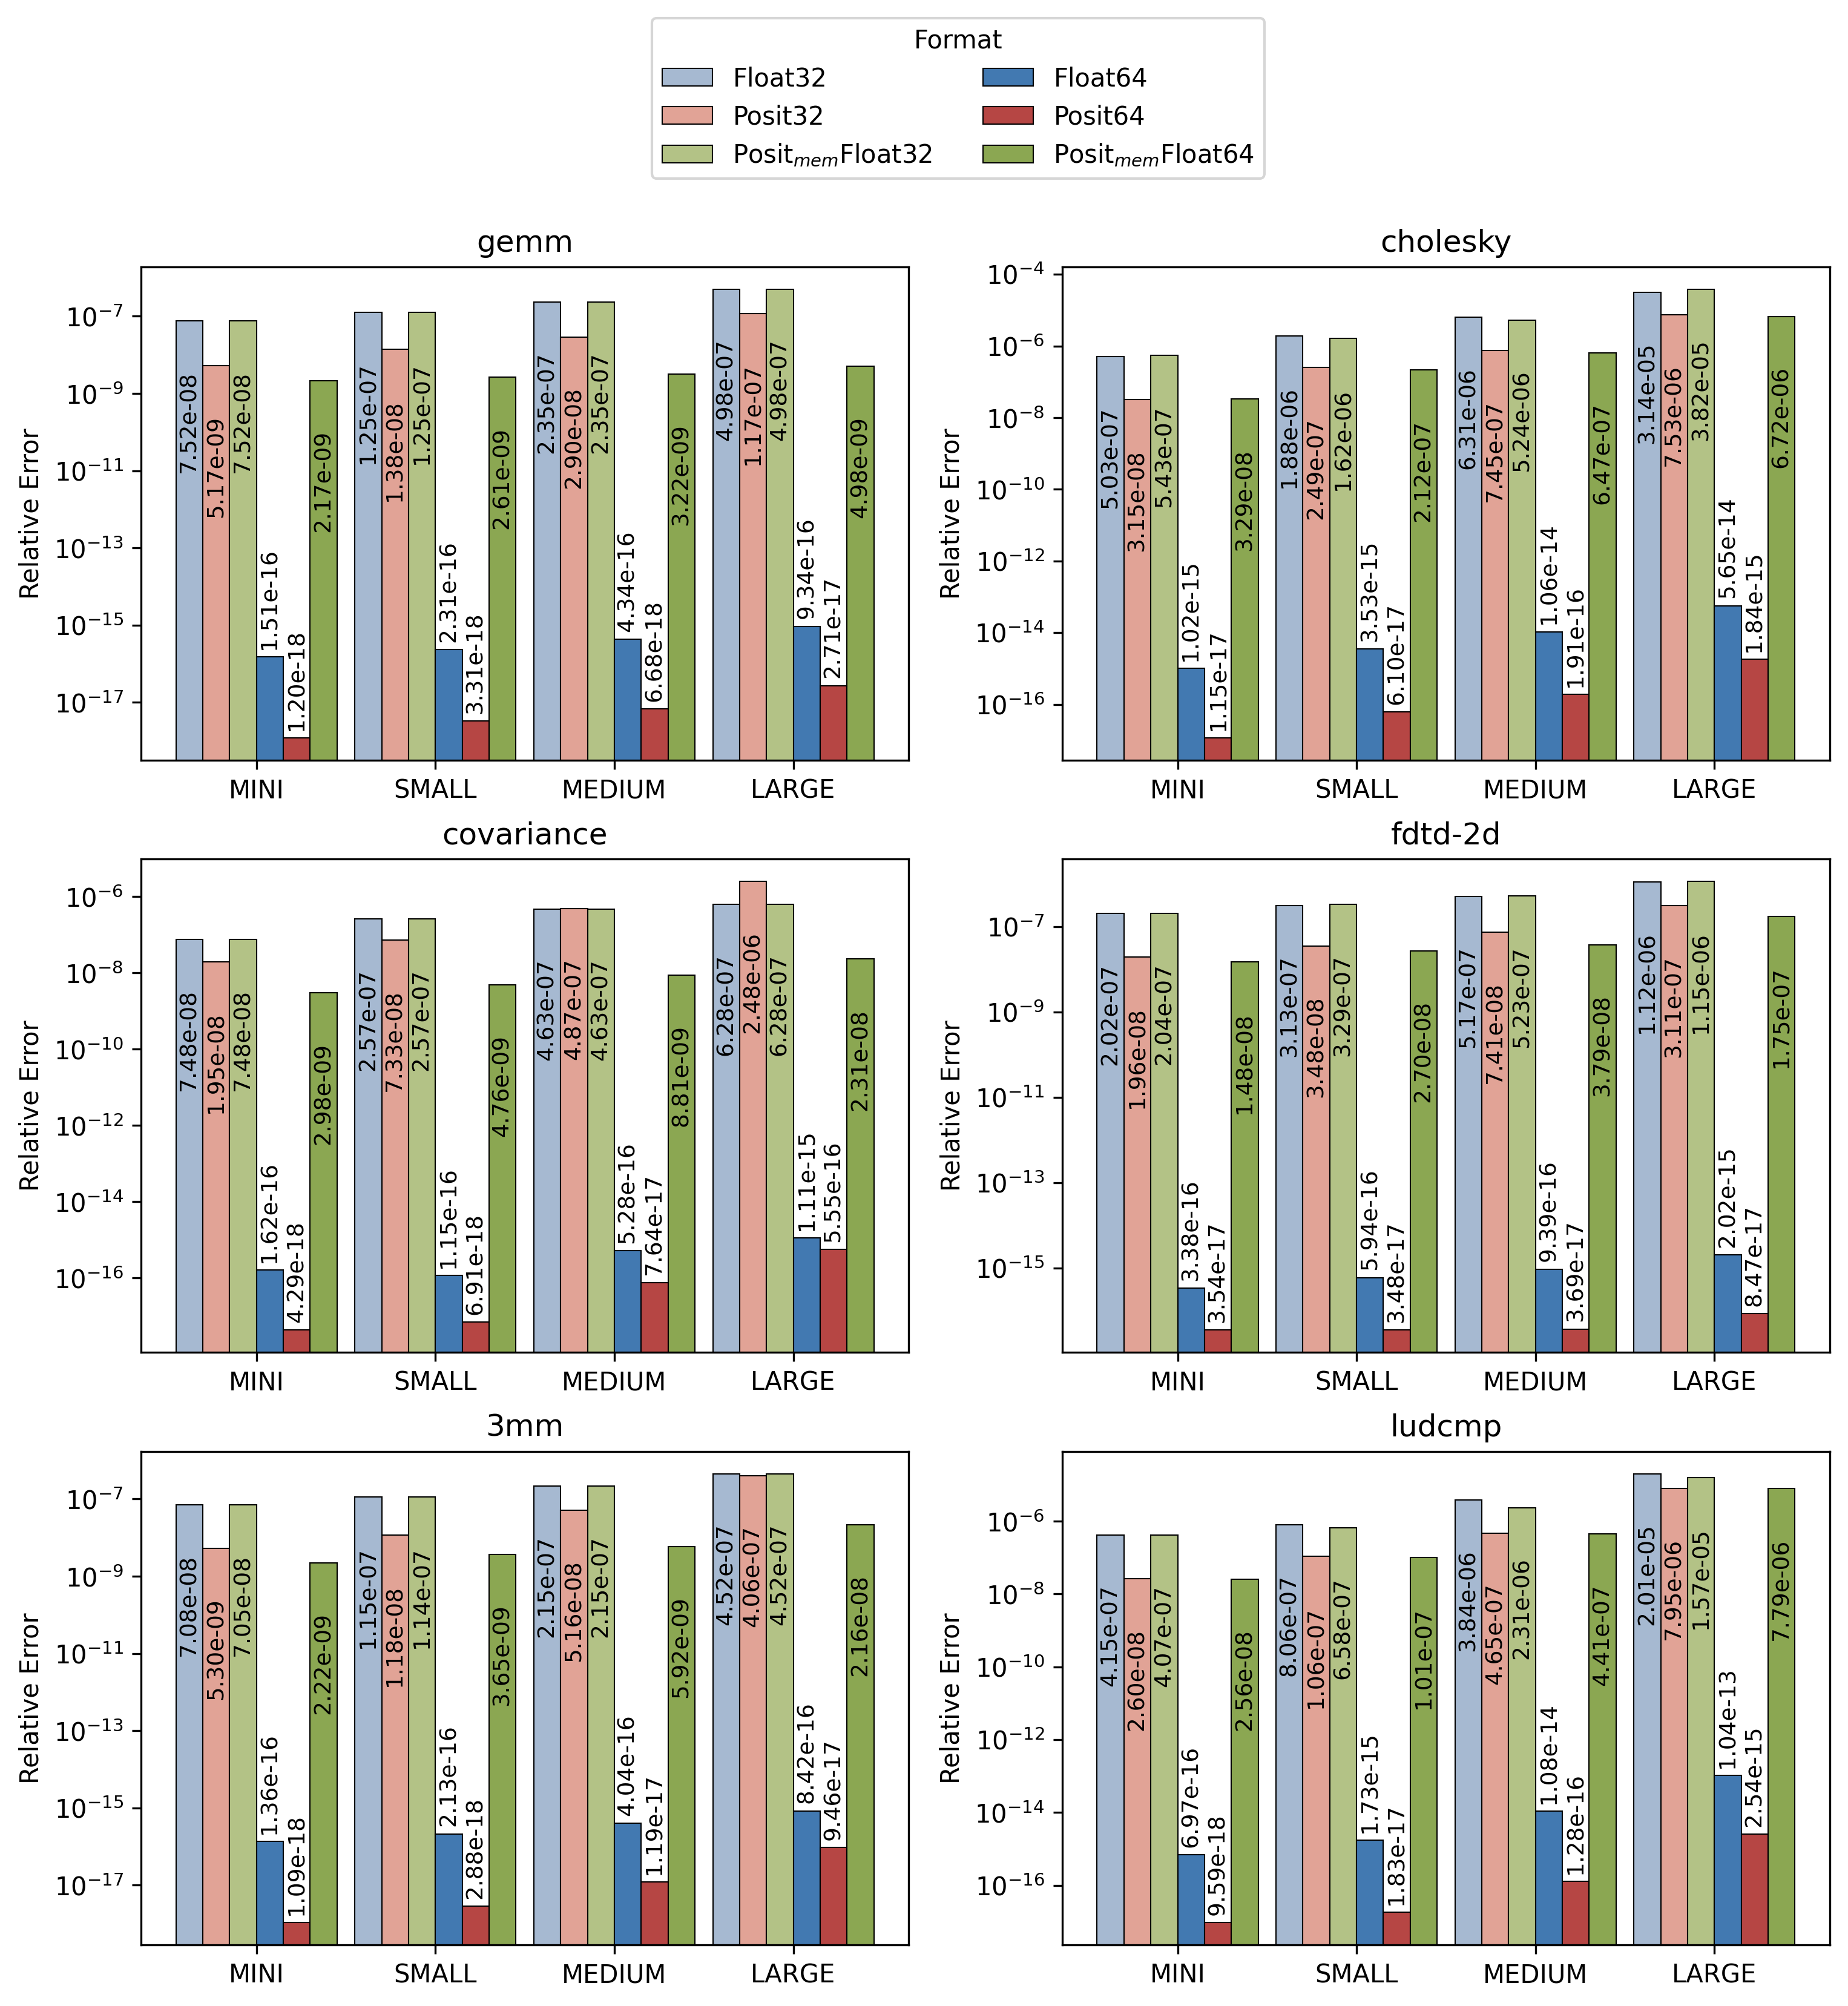 Format
Float32
Float64
Posit32
Posit64
Posit_mem Float32
Posit_mem Float64
gemm
Relative Error
10^-7
10^-9
10^-11
10^-13
10^-15
10^-17
7.52e-08
5.17e-09
7.52e-08
1.51e-16
1.20e-18
2.17e-09
1.25e-07
1.38e-08
1.25e-07
2.31e-16
3.31e-18
2.61e-09
2.35e-07
2.90e-08
2.35e-07
4.34e-16
6.68e-18
3.22e-09
4.98e-07
1.17e-07
4.98e-07
9.34e-16
2.71e-17
4.98e-09
MINI SMALL MEDIUM LARGE
cholesky
Relative Error
10^-4
10^-6
10^-8
10^-10
10^-12
10^-14
10^-16
5.03e-07
3.15e-08
5.43e-07
1.02e-15
1.15e-17
3.29e-08
1.88e-06
2.49e-07
1.62e-06
3.53e-15
6.10e-17
2.12e-07
6.31e-06
7.45e-07
5.24e-06
1.06e-14
1.91e-16
6.47e-07
3.14e-05
7.53e-06
3.82e-05
5.65e-14
1.84e-15
6.72e-06
MINI SMALL MEDIUM LARGE
covariance
Relative Error
10^-6
10^-8
10^-10
10^-12
10^-14
10^-16
7.48e-08
1.95e-08
7.48e-08
1.62e-16
4.29e-18
2.98e-09
2.57e-07
7.33e-08
2.57e-07
1.15e-16
6.91e-18
4.76e-09
4.63e-07
4.87e-07
4.63e-07
5.28e-16
7.64e-17
8.81e-09
6.28e-07
2.48e-06
6.28e-07
1.11e-15
5.55e-16
2.31e-08
MINI SMALL MEDIUM LARGE
fdtd-2d
Relative Error
10^-7
10^-9
10^-11
10^-13
10^-15
2.02e-07
1.96e-08
2.04e-07
3.38e-16
3.54e-17
1.48e-08
3.13e-07
3.48e-08
3.29e-07
5.94e-16
3.48e-17
2.70e-08
5.17e-07
7.41e-08
5.23e-07
9.39e-16
3.69e-17
3.79e-08
1.12e-06
3.11e-07
1.15e-06
2.02e-15
8.47e-17
1.75e-07
MINI SMALL MEDIUM LARGE
3mm
Relative Error
10^-7
10^-9
10^-11
10^-13
10^-15
10^-17
7.08e-08
5.30e-09
7.05e-08
1.36e-16
1.09e-18
2.22e-09
1.15e-07
1.18e-08
1.14e-07
2.13e-16
2.88e-18
3.65e-09
2.15e-07
5.16e-08
2.15e-07
4.04e-16
1.19e-17
5.92e-09
4.52e-07
4.06e-07
4.52e-07
8.42e-16
9.46e-17
2.16e-08
MINI SMALL MEDIUM LARGE
ludcmp
Relative Error
10^-6
10^-8
10^-10
10^-12
10^-14
10^-16
4.15e-07
2.60e-08
4.07e-07
6.97e-16
9.59e-18
2.56e-08
8.06e-07
1.06e-07
6.58e-07
1.73e-15
1.83e-17
1.01e-07
3.84e-06
4.65e-07
2.31e-06
1.08e-14
1.28e-16
4.41e-07
2.01e-05
7.95e-06
1.57e-05
1.04e-13
2.54e-15
7.79e-06
MINI SMALL MEDIUM LARGE